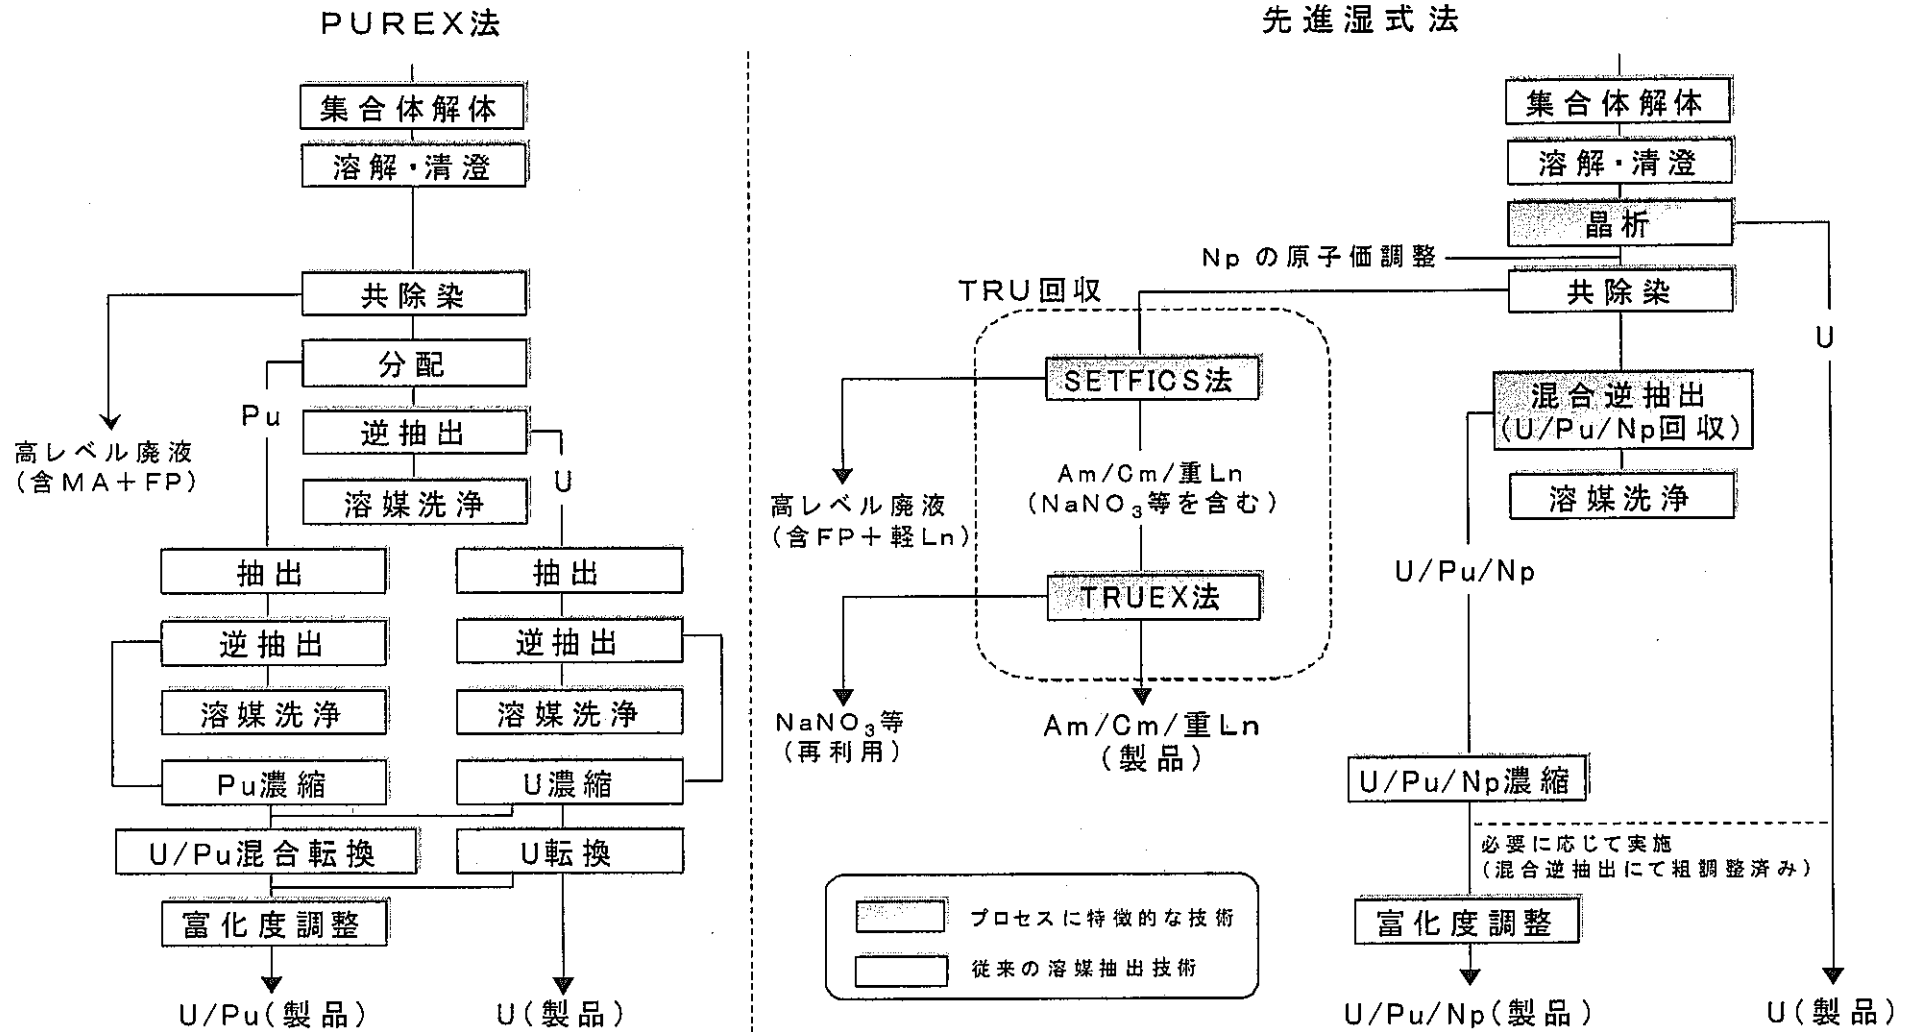 PUREX法
集合体解体
溶解・清澄
共除染
分配
Pu
逆抽出
U
高レベル廃液
(含MA+FP)
溶媒洗浄
抽出
抽出
逆抽出
逆抽出
溶媒洗浄
溶媒洗浄
Pu濃縮
U濃縮
U/Pu混合転換
U転換
富化度調整
U/Pu(製品)
U(製品)
先進湿式法
集合体解体
溶解・清澄
晶析
Npの原子価調整
TRU回収
共除染
U
SETFICS法
混合逆抽出
(U/Pu/Np回収)
Am/Cm/重Ln
(NaNO₃等を含む)
高レベル廃液
(含FP+軽Ln)
溶媒洗浄
U/Pu/Np
TRUEX法
NaNO₃等
(再利用)
Am/Cm/重Ln
(製品)
U/Pu/Np濃縮
必要に応じて実施
(混合逆抽出にて粗調整済み)
富化度調整
プロセスに特徴的な技術
従来の溶媒抽出技術
U/Pu/Np(製品)
U(製品)